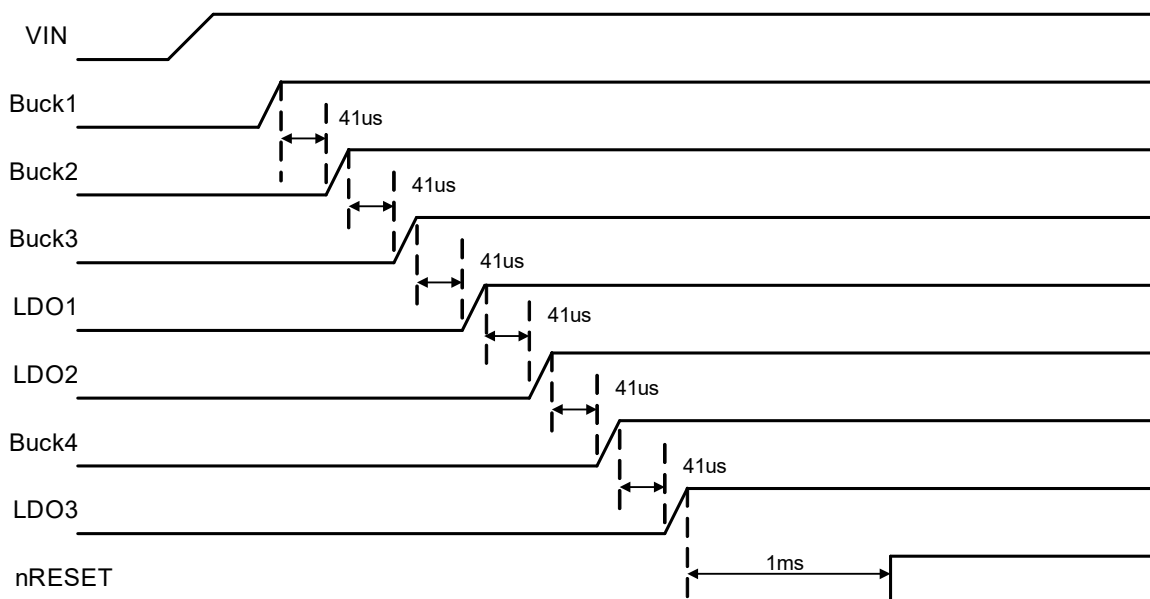 VIN
Buck1
41us
Buck2
41us
Buck3
41us
LDO1
41us
LDO2
41us
Buck4
41us
LDO3
1ms
nRESET